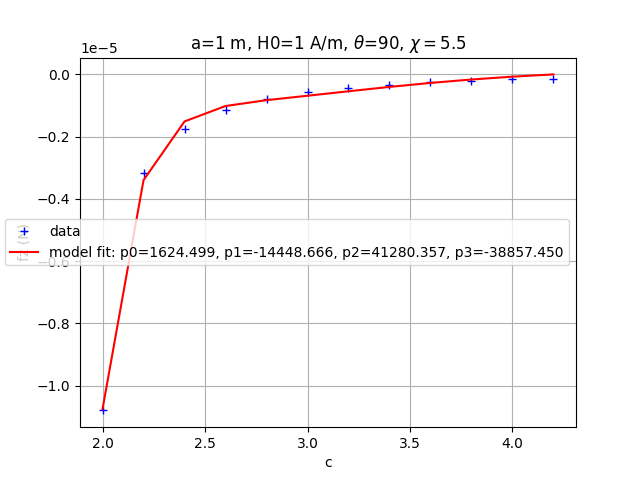 a=1 m, H0=1 A/m, θ=90, χ = 5.5
1e−5
0.0
−0.2
−0.4
data
model fit: p0=1624.499, p1=-14448.666, p2=41280.357, p3=-38857.450
−0.6
−0.8
−1.0
2.0 2.5 3.0 3.5 4.0
c